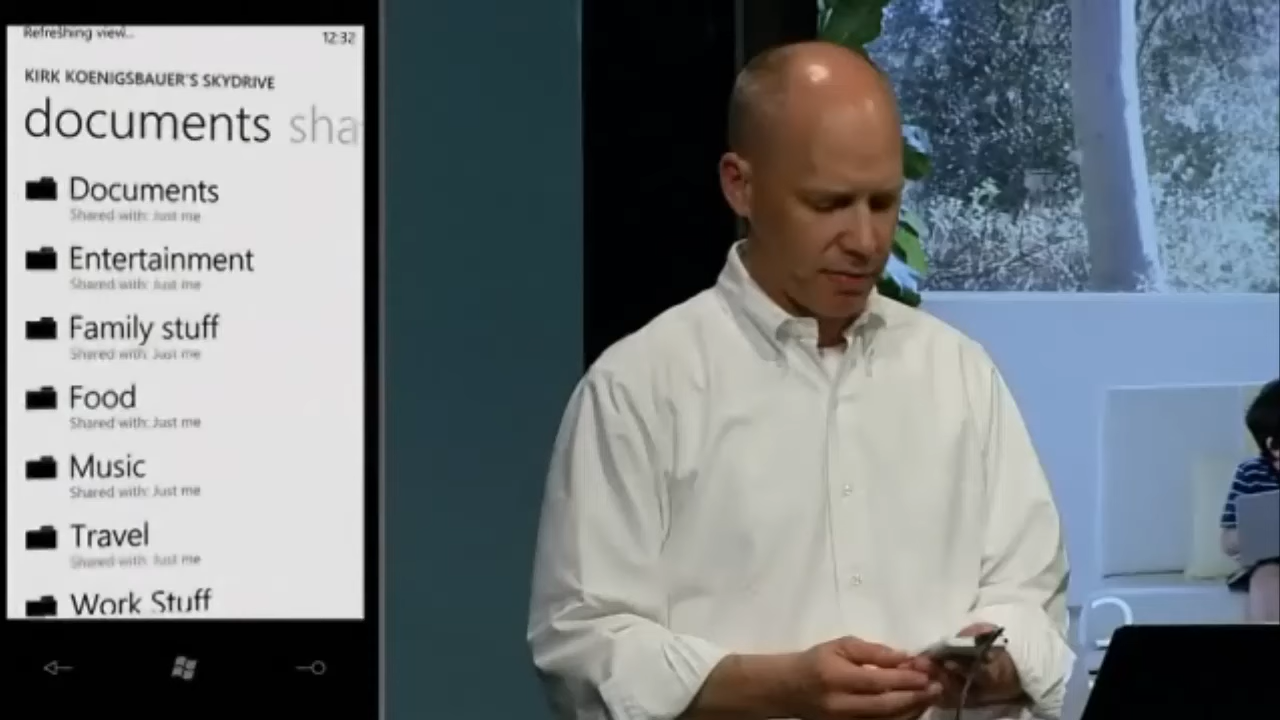 Refreshing view...
12:32
KIRK KOENIGSBAUER'S SKYDRIVE
documents sha
Documents
Shared with: Just me
Entertainment
Shared with: Just me
Family stuff
Shared with: Just me
Food
Shared with: Just me
Music
Shared with: Just me
Travel
Shared with: Just me
Work Stuff